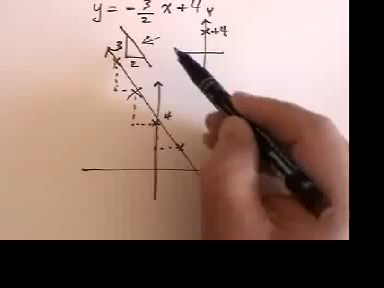 y = -3/2 x + 4
y
x+4
3
2
4